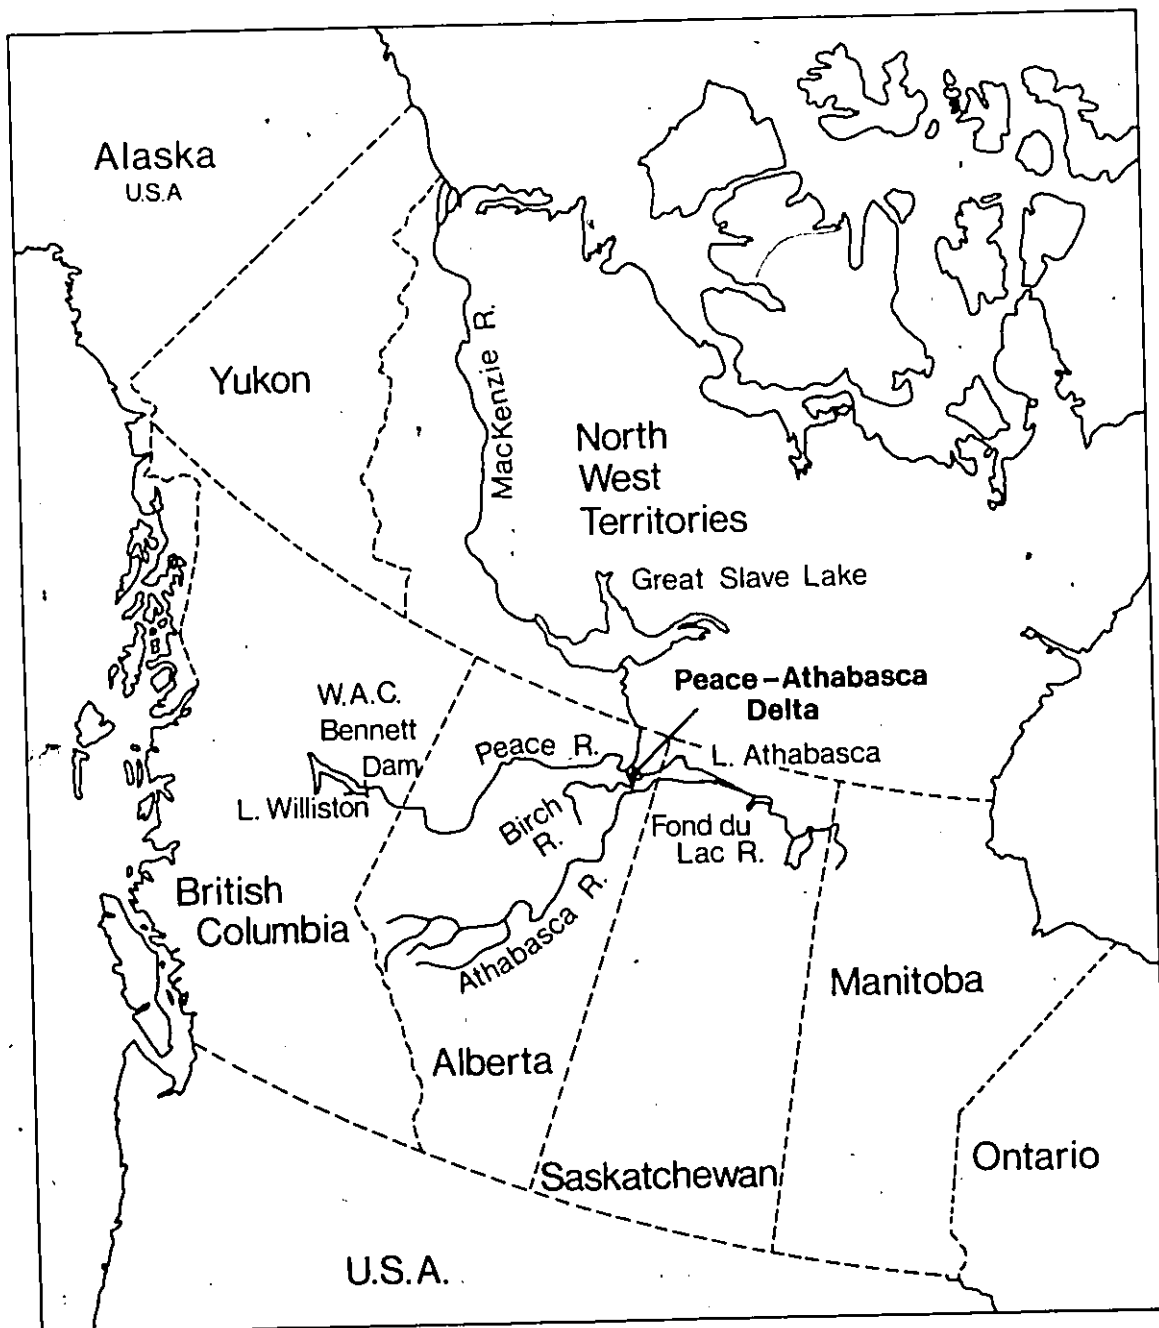 Alaska
U.S.A
Yukon
MacKenzie R.
North
West
Territories
Great Slave Lake
Peace-Athabasca
Delta
W.A.C.
Bennett
Dam
Peace R.
L. Athabasca
L. Williston
Birch
R.
Fond du
Lac R.
British
Columbia
Athabasca R.
Manitoba
Alberta
Saskatchewan
Ontario
U.S.A.